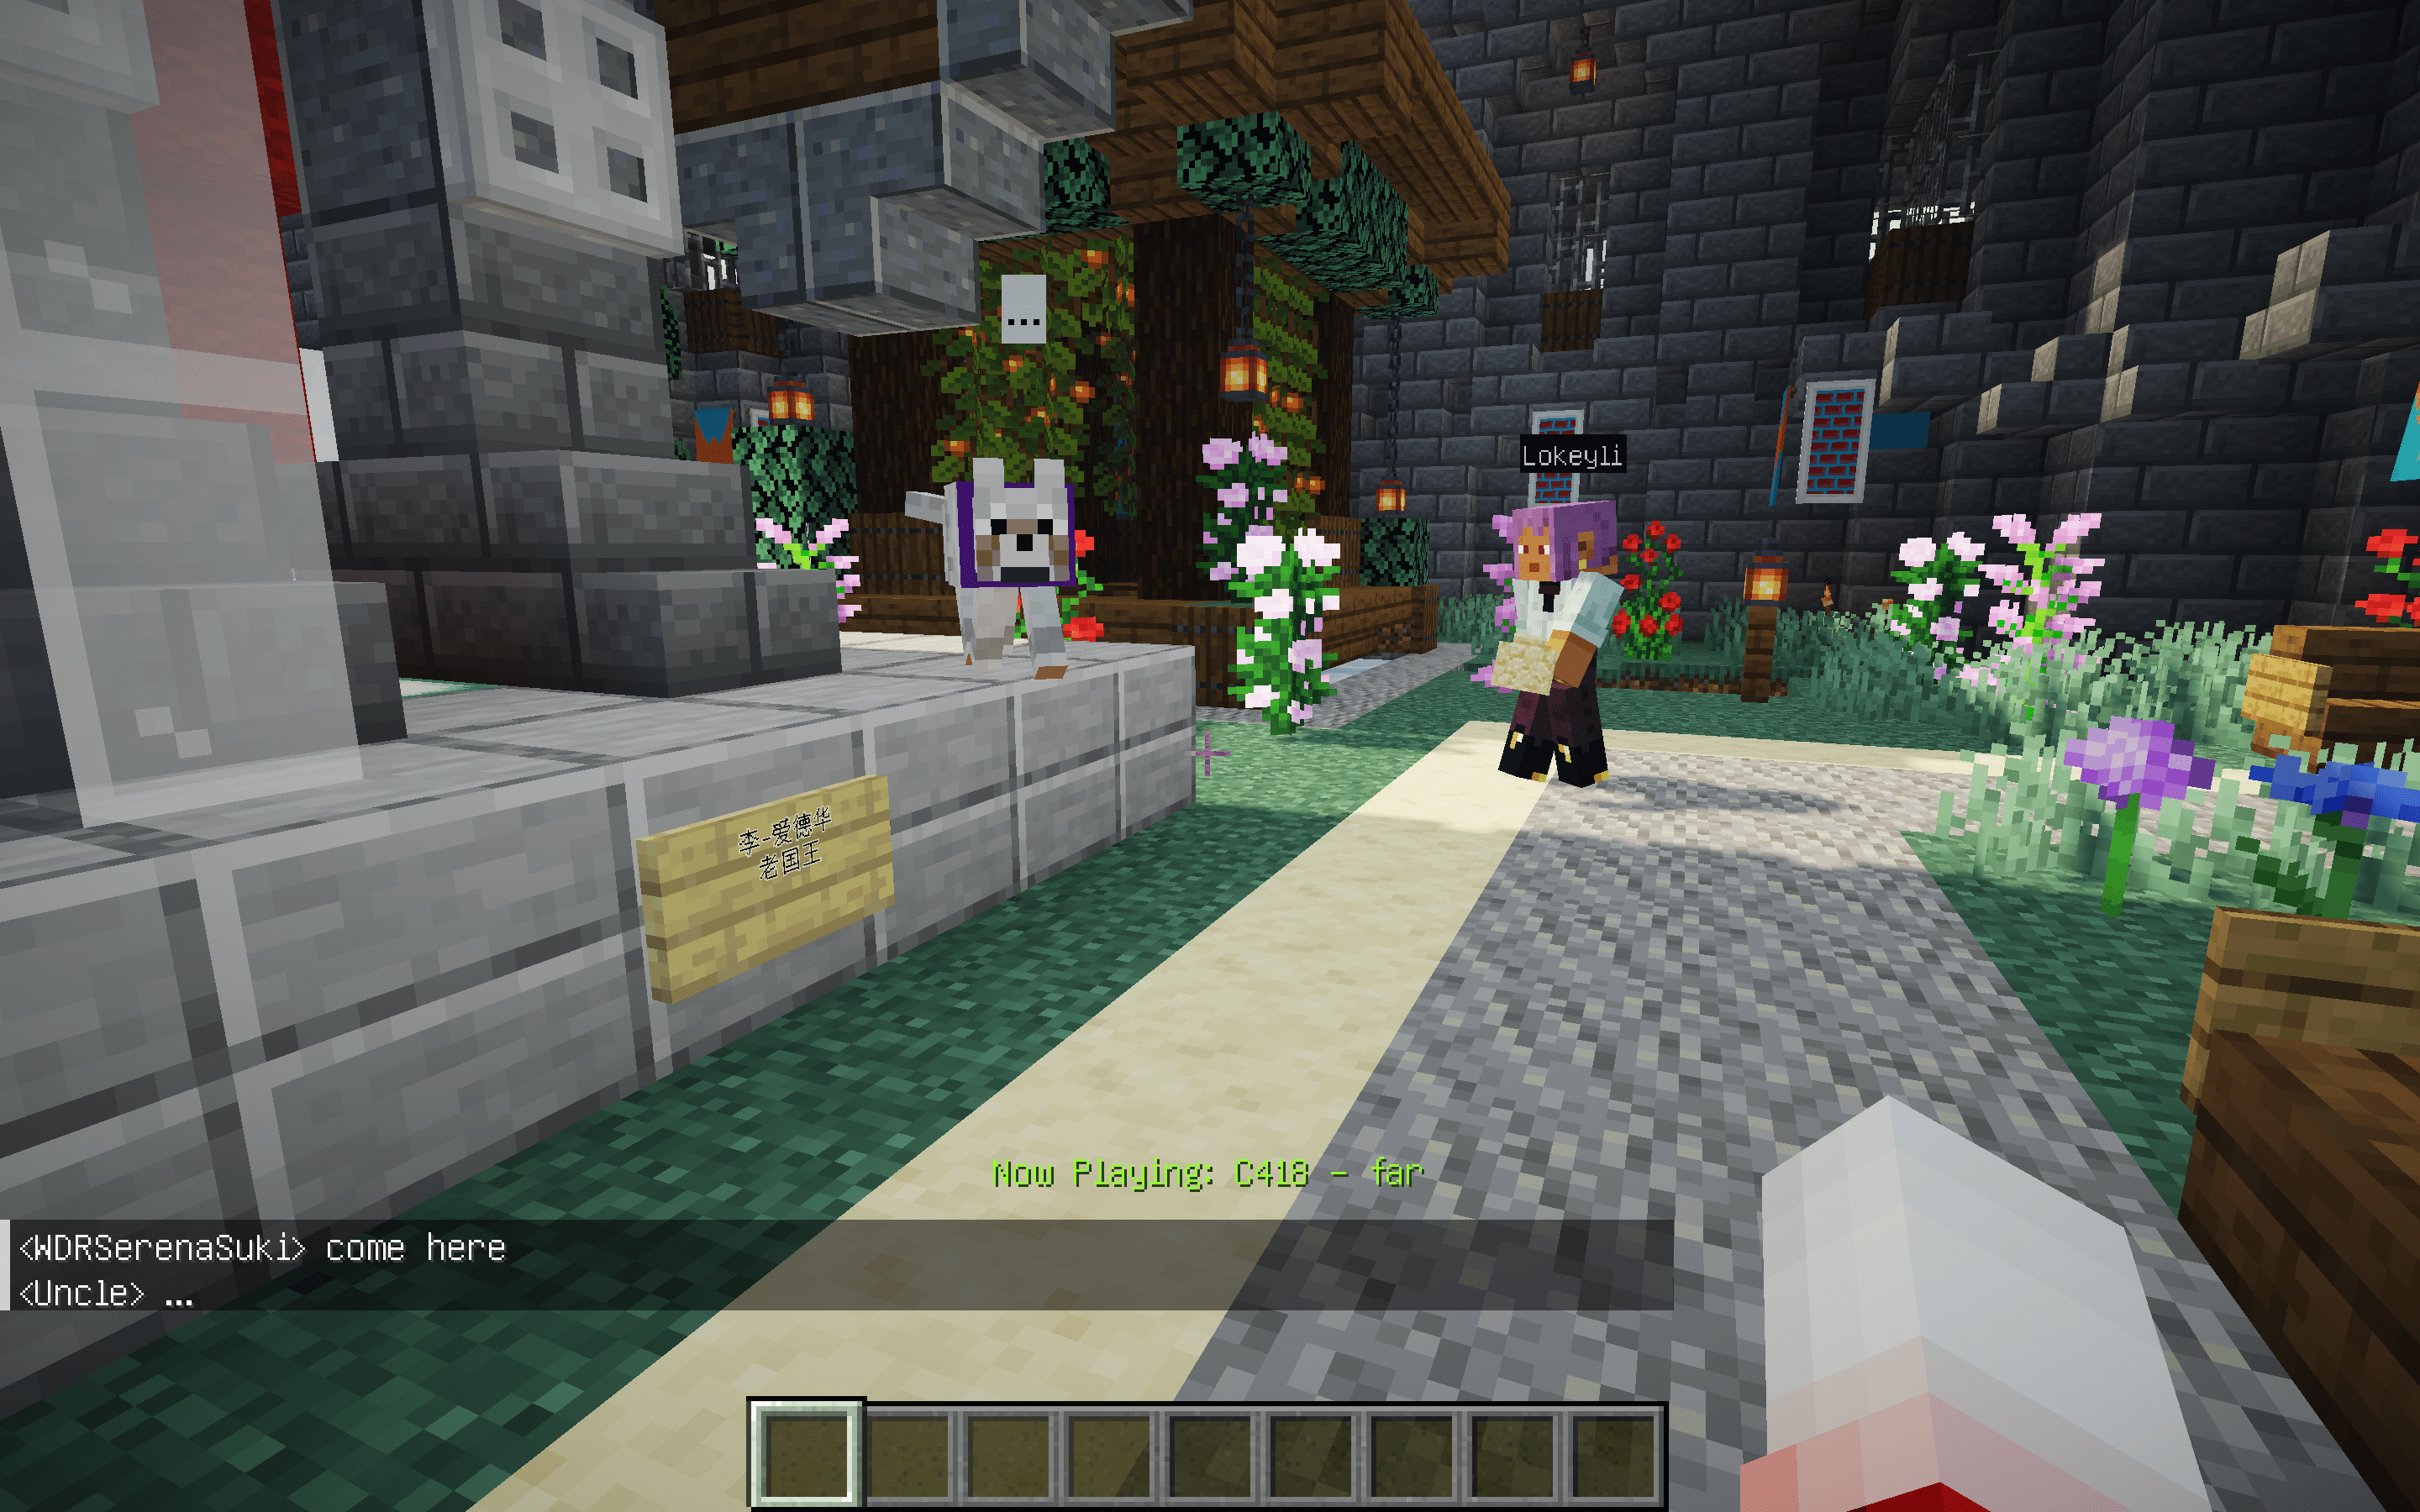 ...
Lokeyli
李-爱德华
老国王
Now Playing: C418 - far
<WDRSerenaSuki> come here
<Uncle> ...